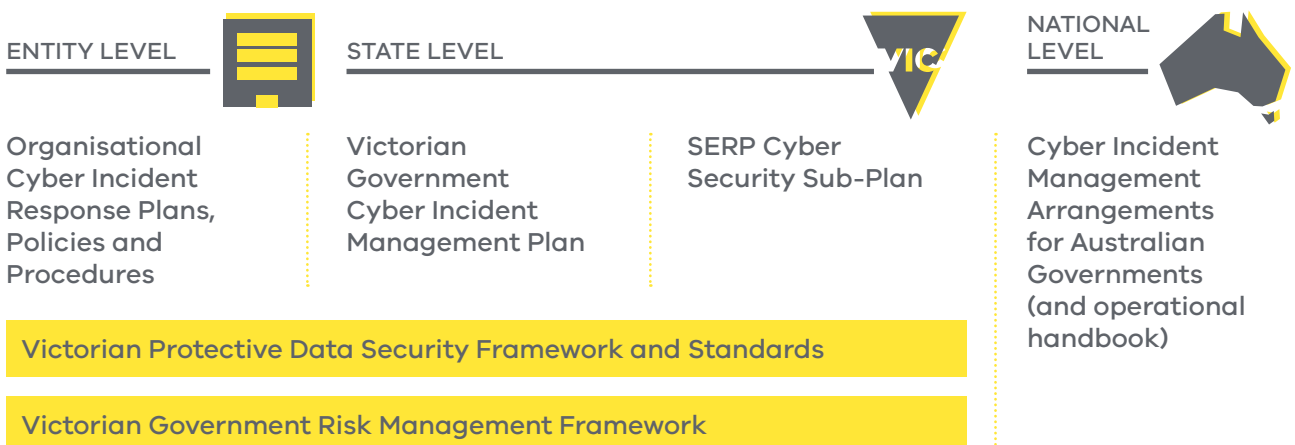 ENTITY LEVEL
STATE LEVEL
VIC
NATIONAL
LEVEL
Organisational
Cyber Incident
Response Plans,
Policies and
Procedures
Victorian
Government
Cyber Incident
Management Plan
SERP Cyber
Security Sub-Plan
Cyber Incident
Management
Arrangements
for Australian
Governments
(and operational
handbook)
Victorian Protective Data Security Framework and Standards
Victorian Government Risk Management Framework